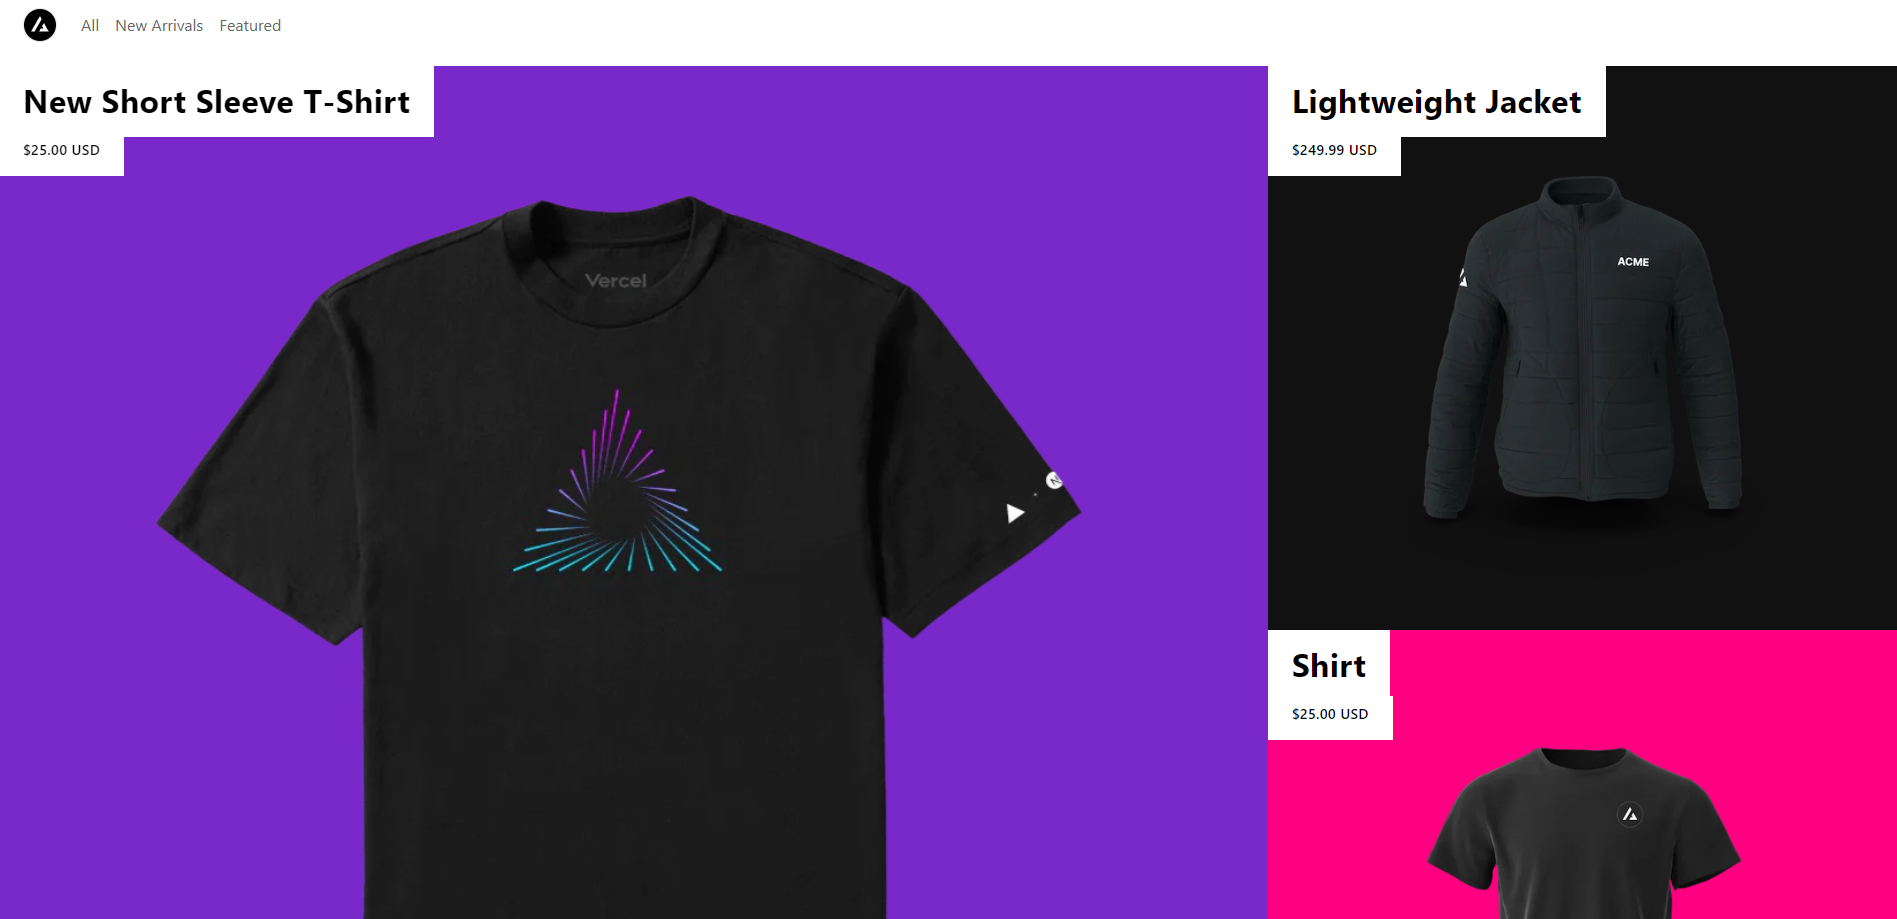 All New Arrivals Featured
New Short Sleeve T-Shirt
$25.00 USD
Vercel
Lightweight Jacket
$249.99 USD
ACME
Shirt
$25.00 USD